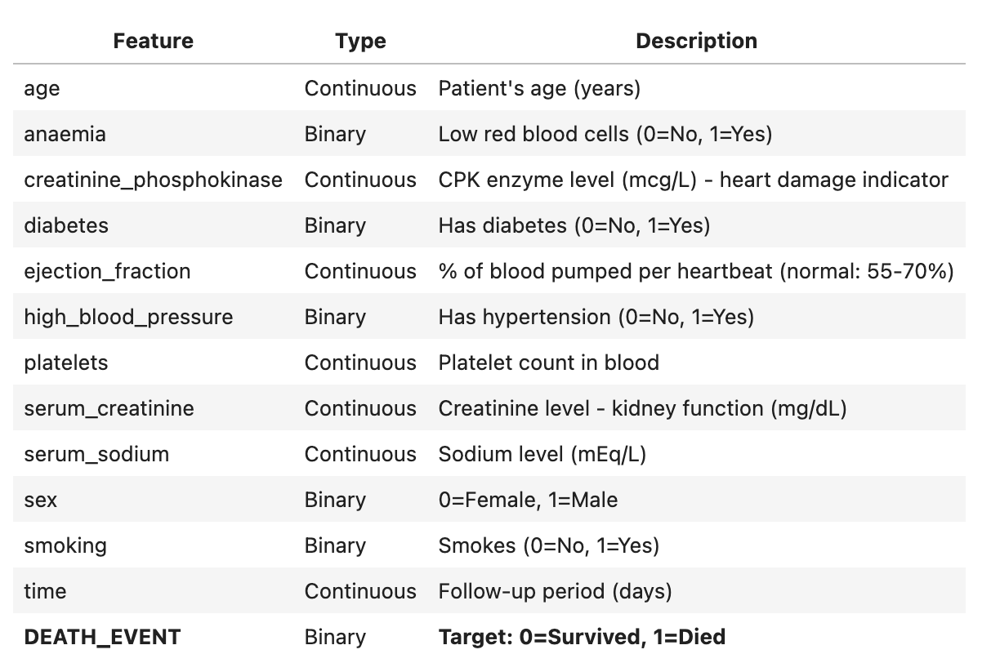 Feature Type Description
age Continuous Patient's age (years)
anaemia Binary Low red blood cells (0=No, 1=Yes)
creatinine_phosphokinase Continuous CPK enzyme level (mcg/L) - heart damage indicator
diabetes Binary Has diabetes (0=No, 1=Yes)
ejection_fraction Continuous % of blood pumped per heartbeat (normal: 55-70%)
high_blood_pressure Binary Has hypertension (0=No, 1=Yes)
platelets Continuous Platelet count in blood
serum_creatinine Continuous Creatinine level - kidney function (mg/dL)
serum_sodium Continuous Sodium level (mEq/L)
sex Binary 0=Female, 1=Male
smoking Binary Smokes (0=No, 1=Yes)
time Continuous Follow-up period (days)
DEATH_EVENT Binary Target: 0=Survived, 1=Died